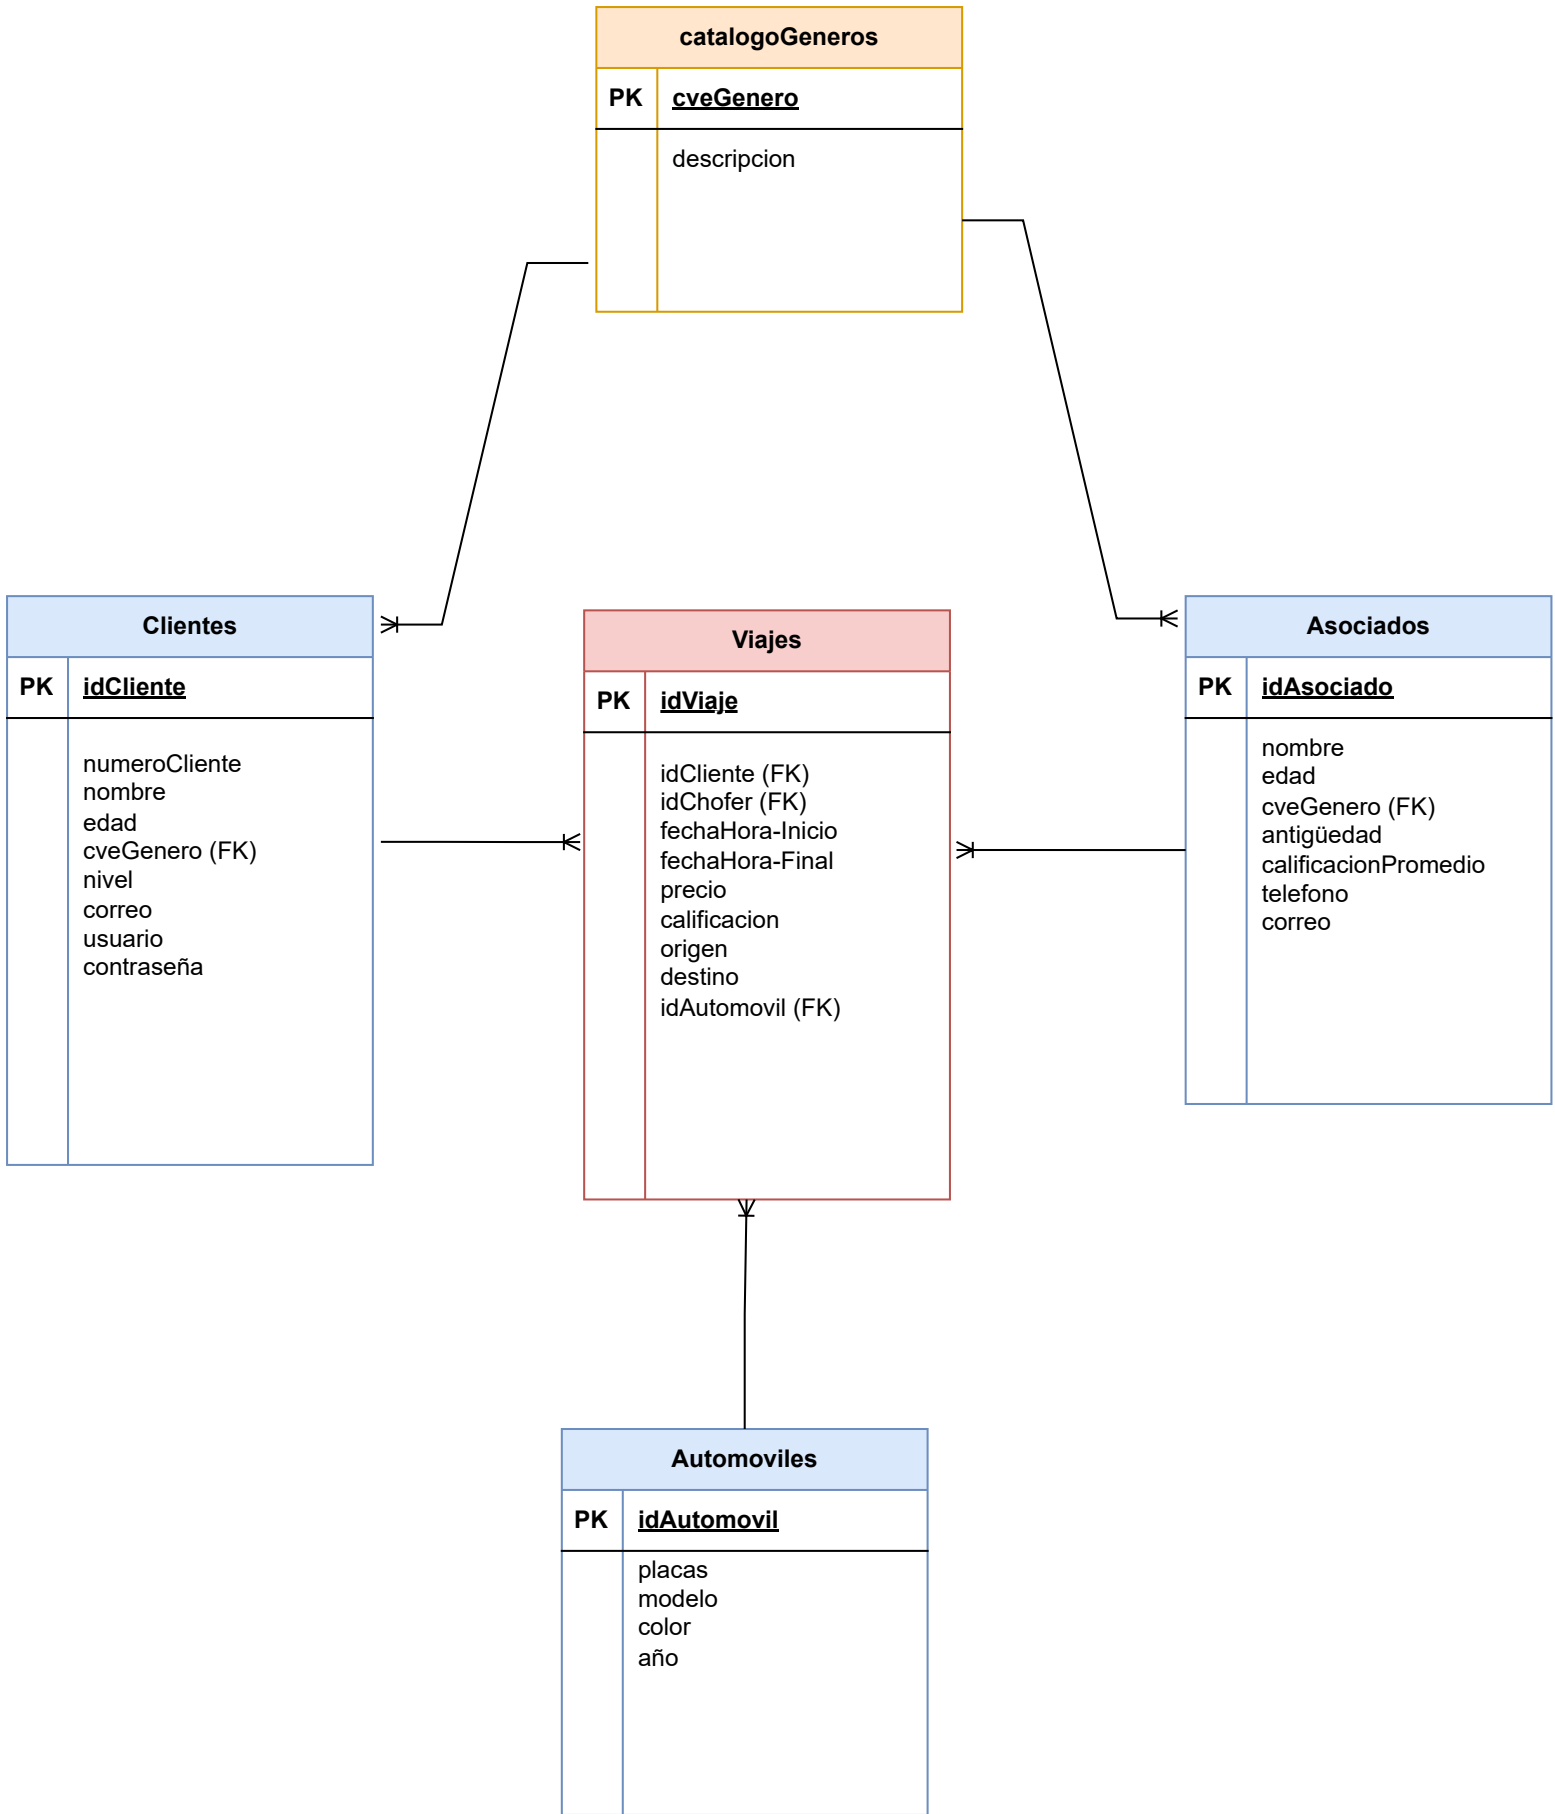 catalogoGeneros
PK cveGenero
descripcion
Clientes
PK idCliente
numeroCliente
nombre
edad
cveGenero (FK)
nivel
correo
usuario
contraseña
Viajes
PK idViaje
idCliente (FK)
idChofer (FK)
fechaHora-Inicio
fechaHora-Final
precio
calificacion
origen
destino
idAutomovil (FK)
Asociados
PK idAsociado
nombre
edad
cveGenero (FK)
antigüedad
calificacionPromedio
telefono
correo
Automoviles
PK idAutomovil
placas
modelo
color
año